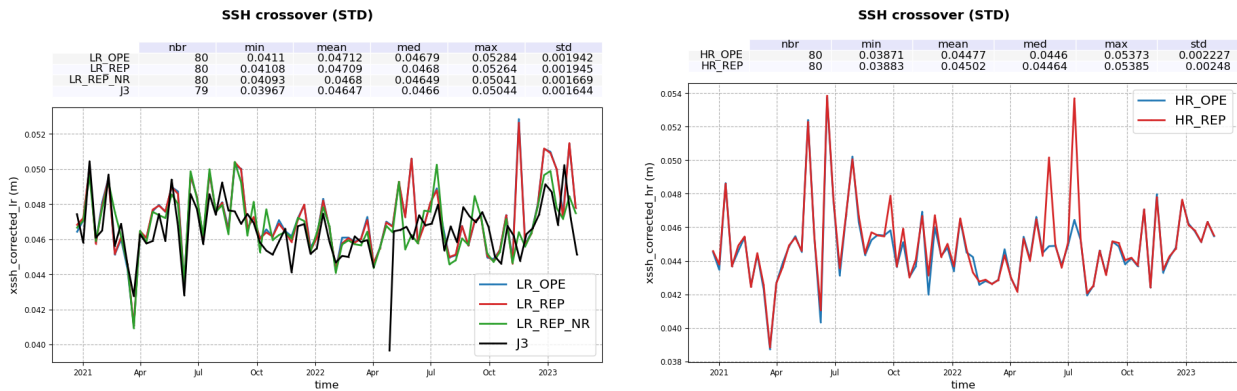 SSH crossover (STD)
nbr min mean med max std
LR_OPE 80 0.0411 0.04712 0.04679 0.05284 0.001942
LR_REP 80 0.04108 0.04709 0.0468 0.05264 0.001945
LR_REP_NR 80 0.04093 0.0468 0.04649 0.05041 0.001669
J3 79 0.03967 0.04647 0.0466 0.05044 0.001644
xssh_corrected_lr (m)
0.052
0.050
0.048
0.046
0.044
0.042
0.040
LR_OPE
LR_REP
LR_REP_NR
J3
2021 Apr Jul Oct 2022 Apr Jul Oct 2023
time
SSH crossover (STD)
nbr min mean med max std
HR_OPE 80 0.03871 0.04477 0.0446 0.05373 0.002227
HR_REP 80 0.03883 0.04502 0.04464 0.05385 0.00248
xssh_corrected_hr (m)
0.054
0.052
0.050
0.048
0.046
0.044
0.042
0.040
0.038
HR_OPE
HR_REP
2021 Apr Jul Oct 2022 Apr Jul Oct 2023
time